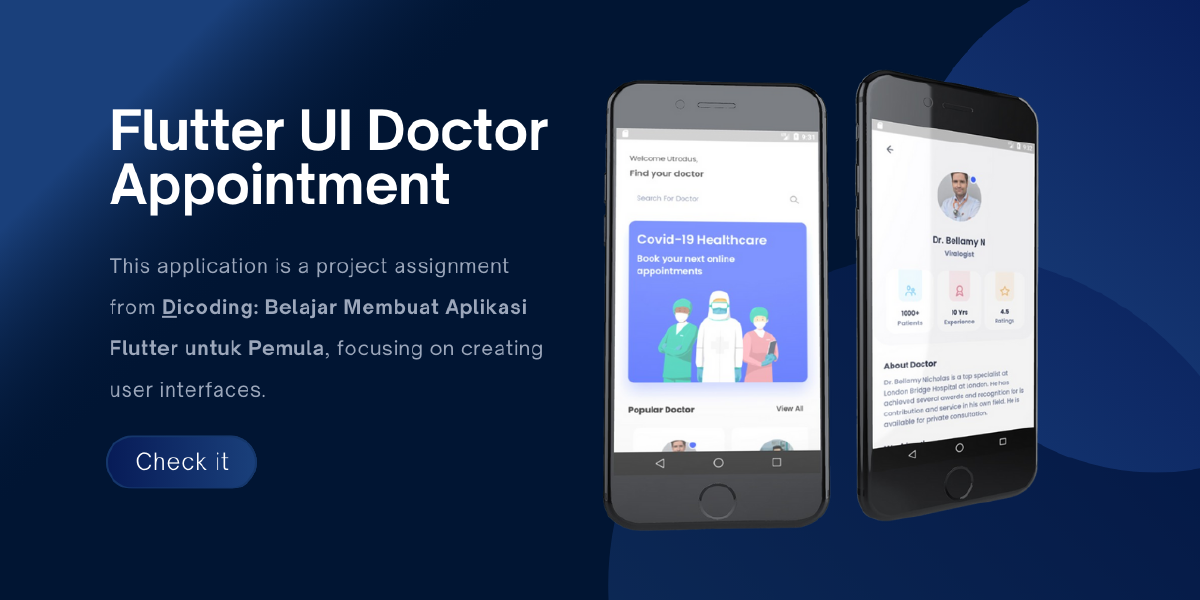 Flutter UI Doctor
Appointment
This application is a project assignment
from Dicoding: Belajar Membuat Aplikasi
Flutter untuk Pemula, focusing on creating
user interfaces.
Check it
9:31
Welcome Utrodus,
Find your doctor
Search For Doctor
Covid-19 Healthcare
Book your next online
appointments
Popular Doctor
View All
Dr. Bellamy N
Virologist
1000+
Patients
10 Yrs
Experience
4.5
Ratings
About Doctor
Dr. Bellamy Nicholas is a top specialist at
London Bridge Hospital at London. He has
achieved several awards and recognition for is
contribution and service in his own field. He is
available for private consultation.